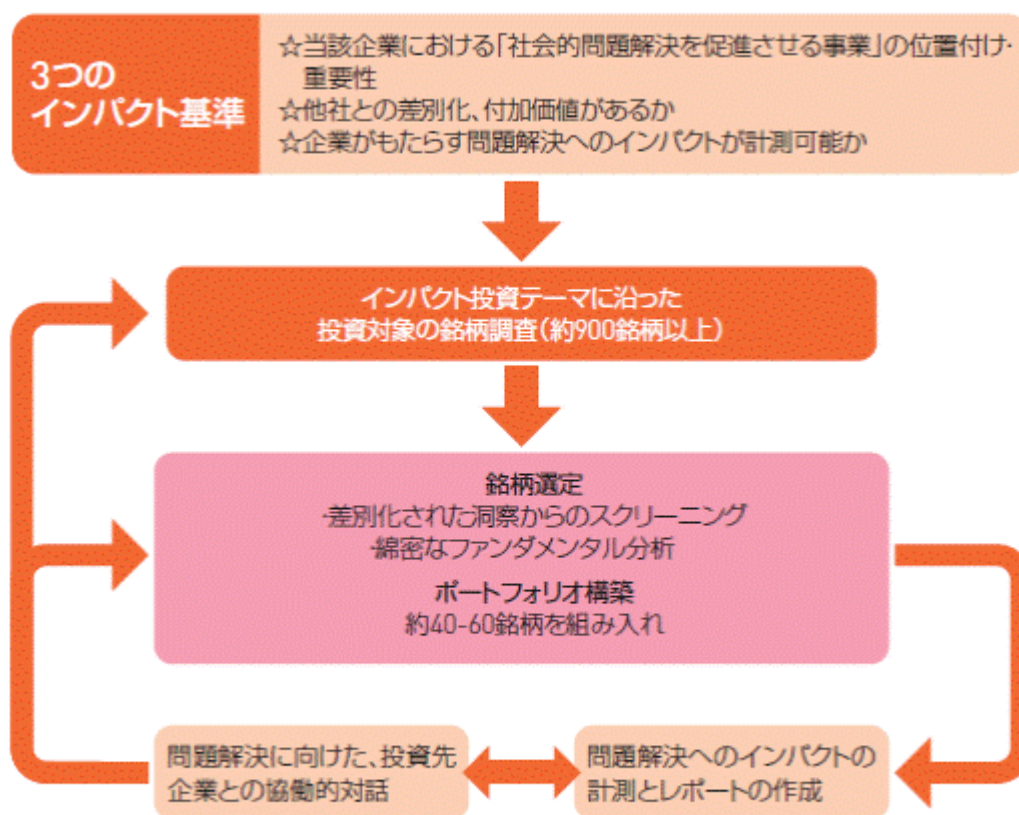 3つの
インパクト基準
☆当該企業における「社会的問題解決を促進させる事業」の位置付け・
重要性
☆他社との差別化、付加価値があるか
☆企業がもたらす問題解決へのインパクトが計測可能か
インパクト投資テーマに沿った
投資対象の銘柄調査(約900銘柄以上)
銘柄選定
・差別化された洞察からのスクリーニング
・綿密なファンダメンタル分析
ポートフォリオ構築
約40-60銘柄を組み入れ
問題解決に向けた、投資先
企業との協働的対話
問題解決へのインパクトの
計測とレポートの作成